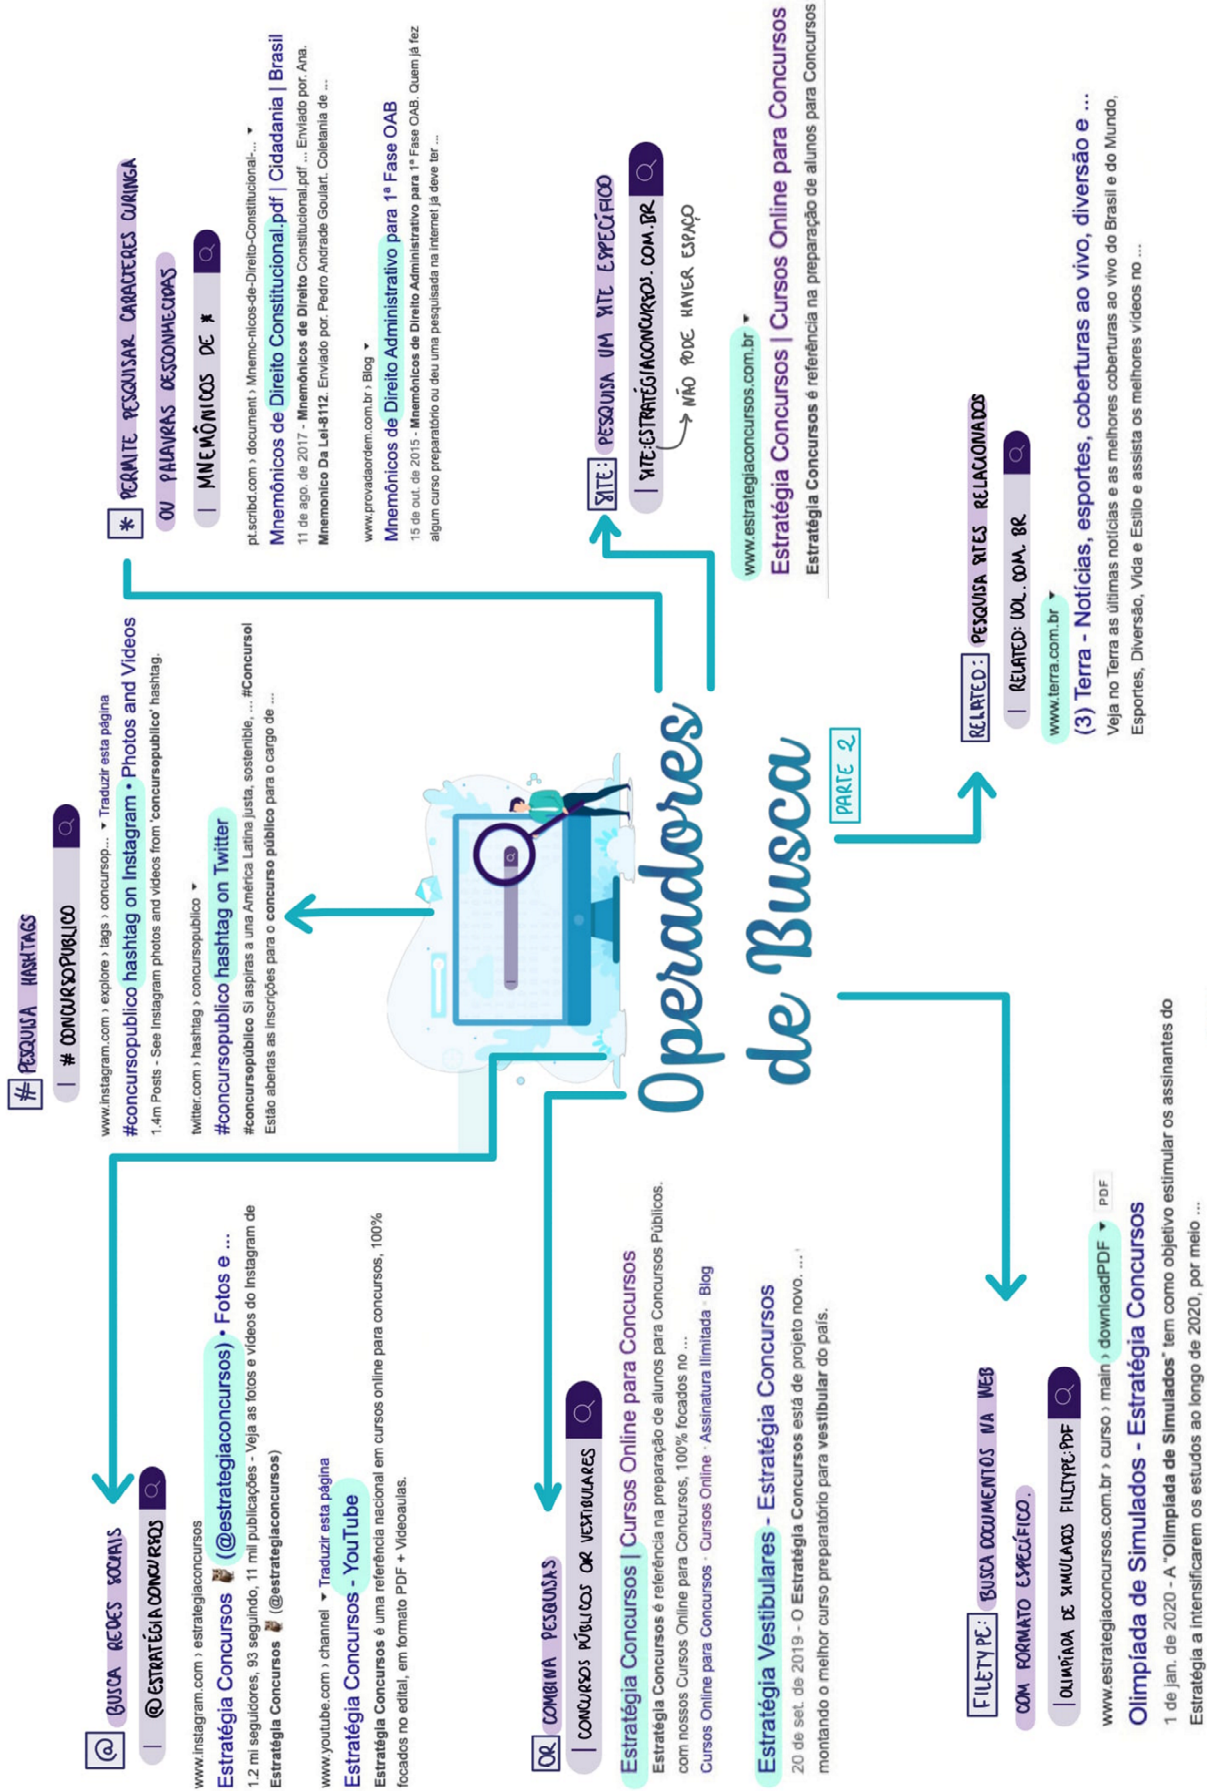 Operadores
de Busca
PARTE 2
@ BUSCA REDES SOCIAIS
@ESTRATÉGIACONCURSOS
www.instagram.com › estrategiaconcursos
Estratégia Concursos 🦉 (@estrategiaconcursos) • Fotos e ...
1.2 mi seguidores, 93 seguindo, 11 mil publicações - Veja as fotos e vídeos do Instagram de
Estratégia Concursos 🦉 (@estrategiaconcursos)
www.youtube.com › channel ▾ Traduzir esta página
Estratégia Concursos - YouTube
Estratégia Concursos é uma referência nacional em cursos online para concursos, 100%
focados no edital, em formato PDF + Videoaulas.
# PESQUISA HASHTAGS
# CONCURSOPUBLICO
www.instagram.com › explore › tags › concursop... ▾ Traduzir esta página
#concursopublico hashtag on Instagram • Photos and Videos
1.4m Posts - See Instagram photos and videos from 'concursopublico' hashtag.
twitter.com › hashtag › concursopublico ▾
#concursopublico hashtag on Twitter
#concursopúblico Si aspiras a una América Latina justa, sostenible, ... #Concursol
Estão abertas as inscrições para o concurso público para o cargo de ...
* PERMITE PESQUISAR CARACTERES CURINGA
OU PALAVRAS DESCONHECIDAS
MNEMÔNICOS DE *
pt.scribd.com › document › Mnemo-nicos-de-Direito-Constitucional-... ▾
Mnemônicos de Direito Constitucional.pdf | Cidadania | Brasil
11 de ago. de 2017 - Mnemônicos de Direito Constitucional.pdf ... Enviado por. Ana.
Mnemonico Da Lei-8112. Enviado por. Pedro Andrade Goulart. Coletania de ...
www.provadaordem.com.br › Blog ▾
Mnemônicos de Direito Administrativo para 1ª Fase OAB
15 de out. de 2015 - Mnemônicos de Direito Administrativo para 1ª Fase OAB. Quem já fez
algum curso preparatório ou deu uma pesquisada na internet já deve ter ...
OR COMBINA PESQUISAS
CONCURSOS PÚBLICOS OR VESTIBULARES
Estratégia Concursos | Cursos Online para Concursos
Estratégia Concursos é referência na preparação de alunos para Concursos Públicos.
com nossos Cursos Online para Concursos, 100% focados no ...
Cursos Online para Concursos · Cursos Online · Assinatura Ilimitada · Blog
Estratégia Vestibulares - Estratégia Concursos
20 de set. de 2019 - O Estratégia Concursos está de projeto novo. ...
montando o melhor curso preparatório para vestibular do país.
SITE: PESQUISA UM SITE ESPECÍFICO
SITE:ESTRATÉGIACONCURSOS.COM.BR
NÃO PODE HAVER ESPAÇO
www.estrategiaconcursos.com.br ▾
Estratégia Concursos | Cursos Online para Concursos
Estratégia Concursos é referência na preparação de alunos para Concursos
FILETYPE: BUSCA DOCUMENTOS NA WEB
COM FORMATO ESPECÍFICO.
OLIMPÍADA DE SIMULADOS FILETYPE:PDF
www.estrategiaconcursos.com.br › curso › main › downloadPDF ▾ PDF
Olimpíada de Simulados - Estratégia Concursos
1 de jan. de 2020 - A "Olimpíada de Simulados" tem como objetivo estimular os assinantes do
Estratégia a intensificarem os estudos ao longo de 2020, por meio ...
RELATED: PESQUISA SITES RELACIONADOS
RELATED: UOL.COM.BR
www.terra.com.br ▾
(3) Terra - Notícias, esportes, coberturas ao vivo, diversão e ...
Veja no Terra as últimas notícias e as melhores coberturas ao vivo do Brasil e do Mundo,
Esportes, Diversão, Vida e Estilo e assista os melhores vídeos no ...